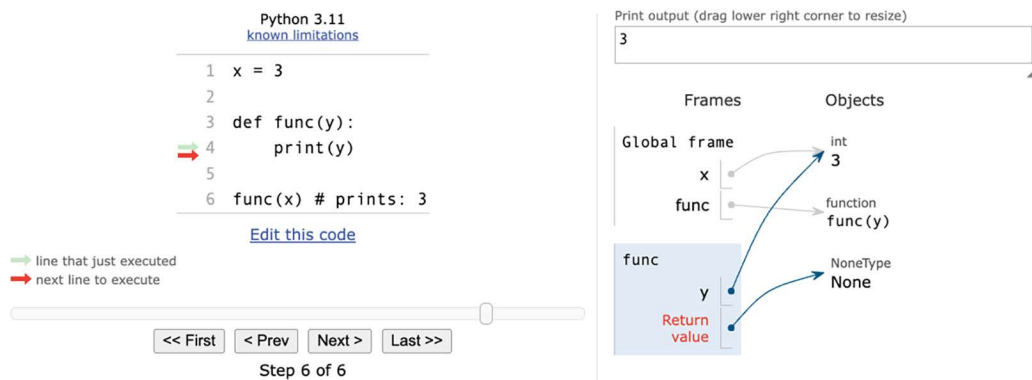 Python 3.11
known limitations
1 x = 3
2
3 def func(y):
4     print(y)
5
6 func(x) # prints: 3
Edit this code
line that just executed
next line to execute
<< First
< Prev
Next >
Last >>
Step 6 of 6
Print output (drag lower right corner to resize)
3
Frames
Objects
Global frame
x
func
int
3
function
func(y)
func
y
Return
value
NoneType
None